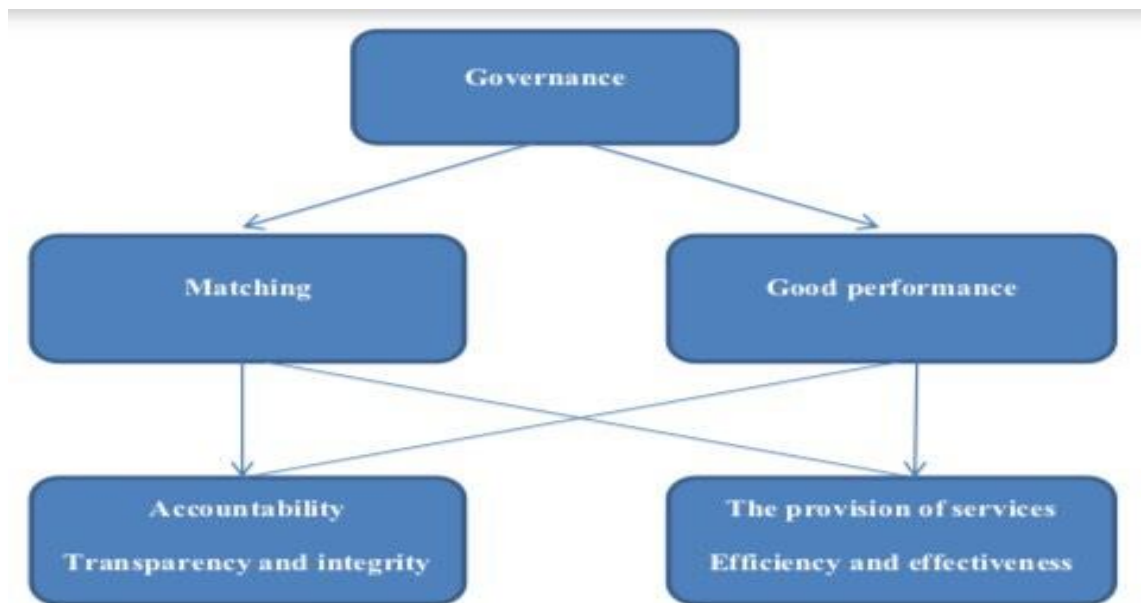 Governance
Matching
Good performance
Accountability
Transparency and integrity
The provision of services
Efficiency and effectiveness